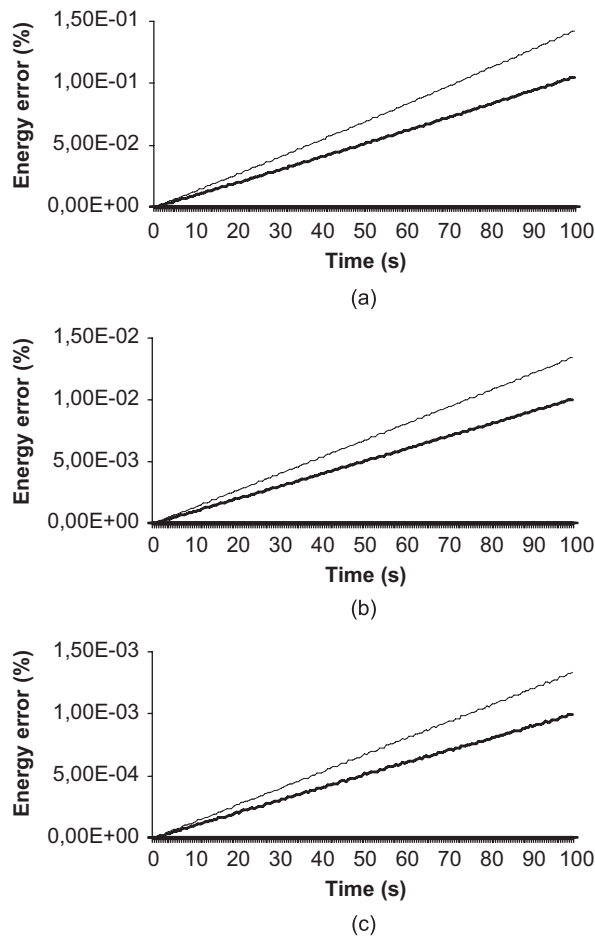 Energy error (%)
1,50E-01
1,00E-01
5,00E-02
0,00E+00
0 10 20 30 40 50 60 70 80 90 100
Time (s)
(a)
Energy error (%)
1,50E-02
1,00E-02
5,00E-03
0,00E+00
0 10 20 30 40 50 60 70 80 90 100
Time (s)
(b)
Energy error (%)
1,50E-03
1,00E-03
5,00E-04
0,00E+00
0 10 20 30 40 50 60 70 80 90 100
Time (s)
(c)